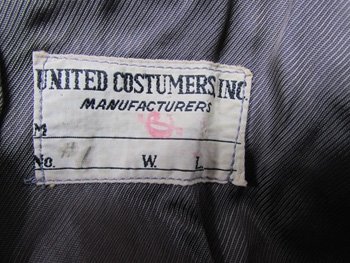 UNITED COSTUMERS, INC.
MANUFACTURERS
M
No. W. L.